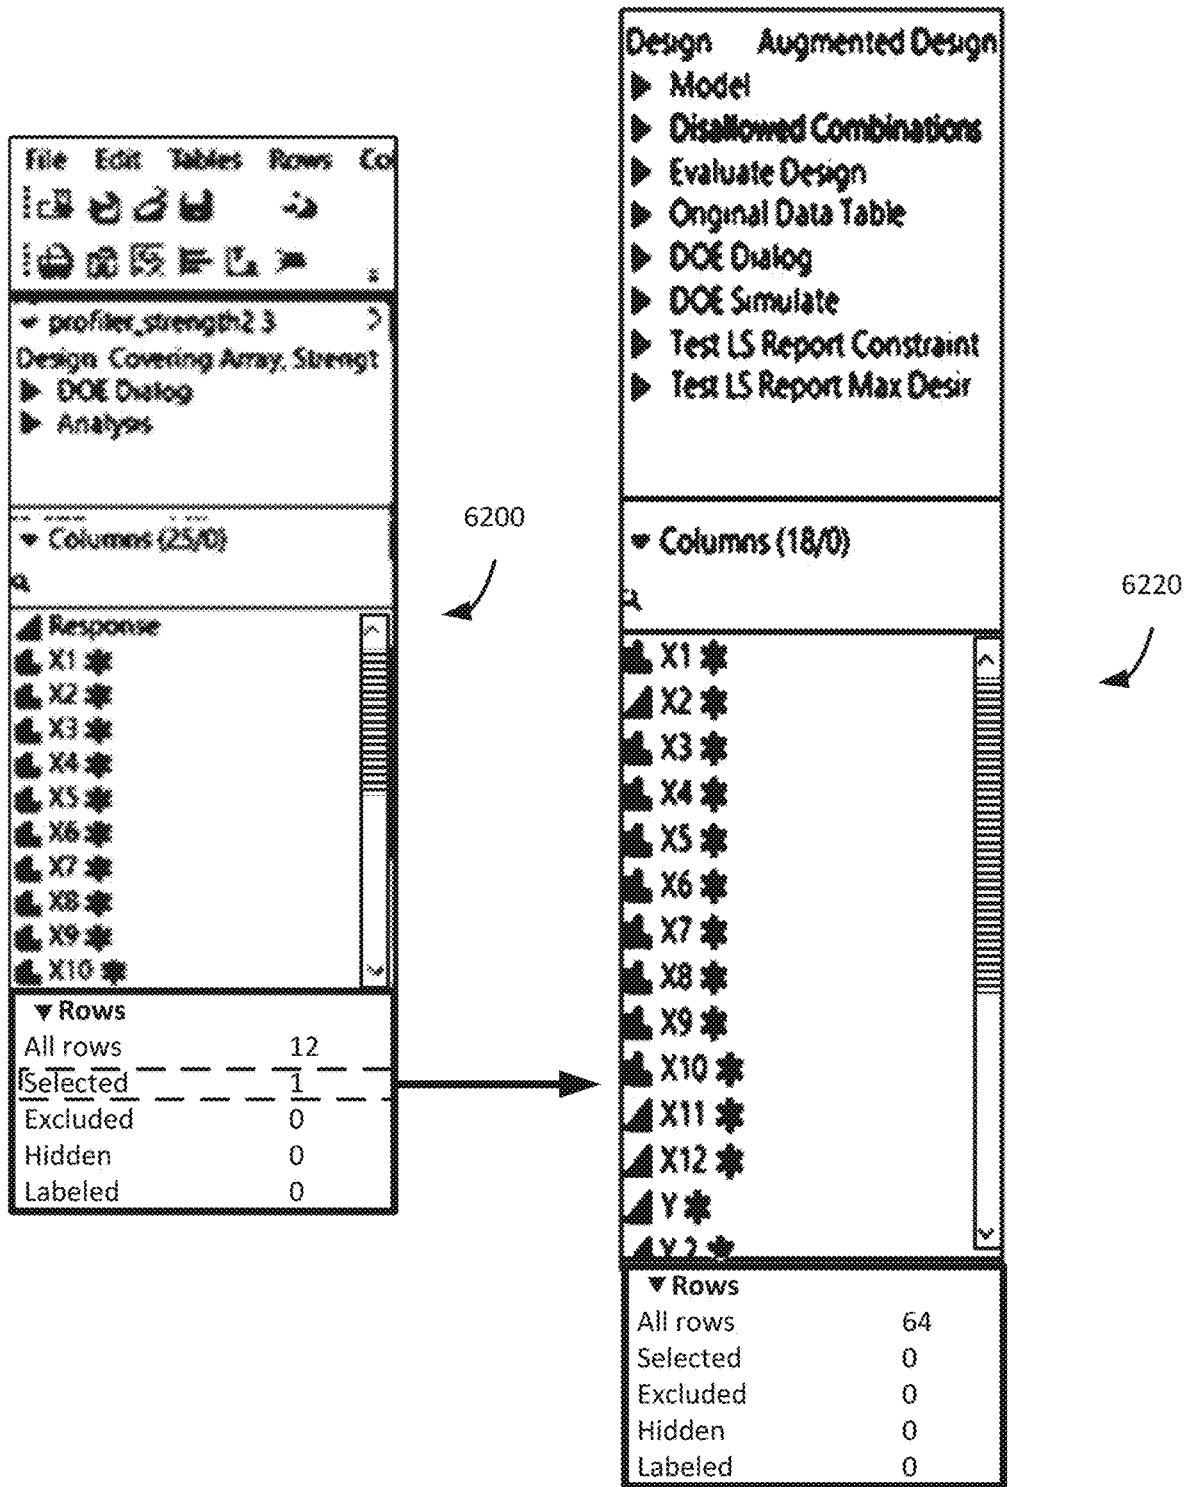 File Edit Tables Rows Co
profiler_strength2 3
Design Covering Array, Strengt
DOE Dialog
Analysis
Columns (25/0)
Response
X1
X2
X3
X4
X5
X6
X7
X8
X9
X10
Rows
All rows 12
Selected 1
Excluded 0
Hidden 0
Labeled 0
6200
Design Augmented Design
Model
Disallowed Combinations
Evaluate Design
Original Data Table
DOE Dialog
DOE Simulate
Test LS Report Constraint
Test LS Report Max Desir
Columns (18/0)
X1
X2
X3
X4
X5
X6
X7
X8
X9
X10
X11
X12
Y
Y 2
Rows
All rows 64
Selected 0
Excluded 0
Hidden 0
Labeled 0
6220